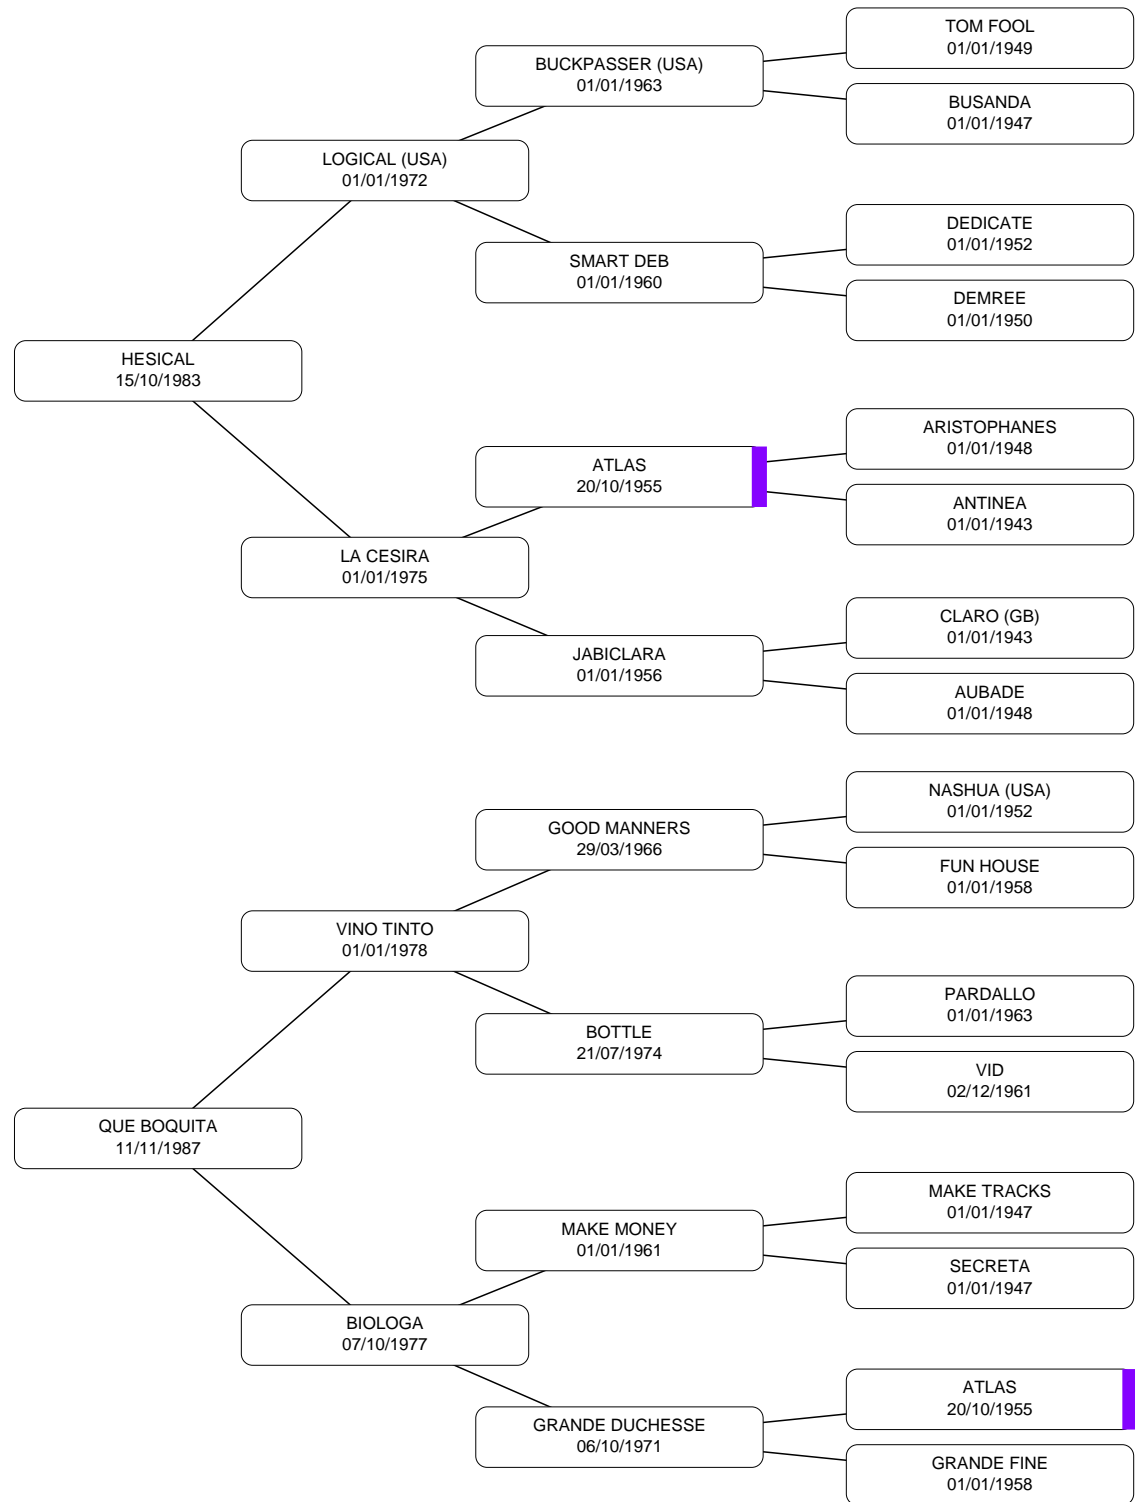 TOM FOOL
01/01/1949
BUCKPASSER (USA)
01/01/1963
BUSANDA
01/01/1947
LOGICAL (USA)
01/01/1972
DEDICATE
01/01/1952
SMART DEB
01/01/1960
DEMREE
01/01/1950
HESICAL
15/10/1983
ARISTOPHANES
01/01/1948
ATLAS
20/10/1955
ANTINEA
01/01/1943
LA CESIRA
01/01/1975
CLARO (GB)
01/01/1943
JABICLARA
01/01/1956
AUBADE
01/01/1948
NASHUA (USA)
01/01/1952
GOOD MANNERS
29/03/1966
FUN HOUSE
01/01/1958
VINO TINTO
01/01/1978
PARDALLO
01/01/1963
BOTTLE
21/07/1974
VID
02/12/1961
QUE BOQUITA
11/11/1987
MAKE TRACKS
01/01/1947
MAKE MONEY
01/01/1961
SECRETA
01/01/1947
BIOLOGA
07/10/1977
ATLAS
20/10/1955
GRANDE DUCHESSE
06/10/1971
GRANDE FINE
01/01/1958